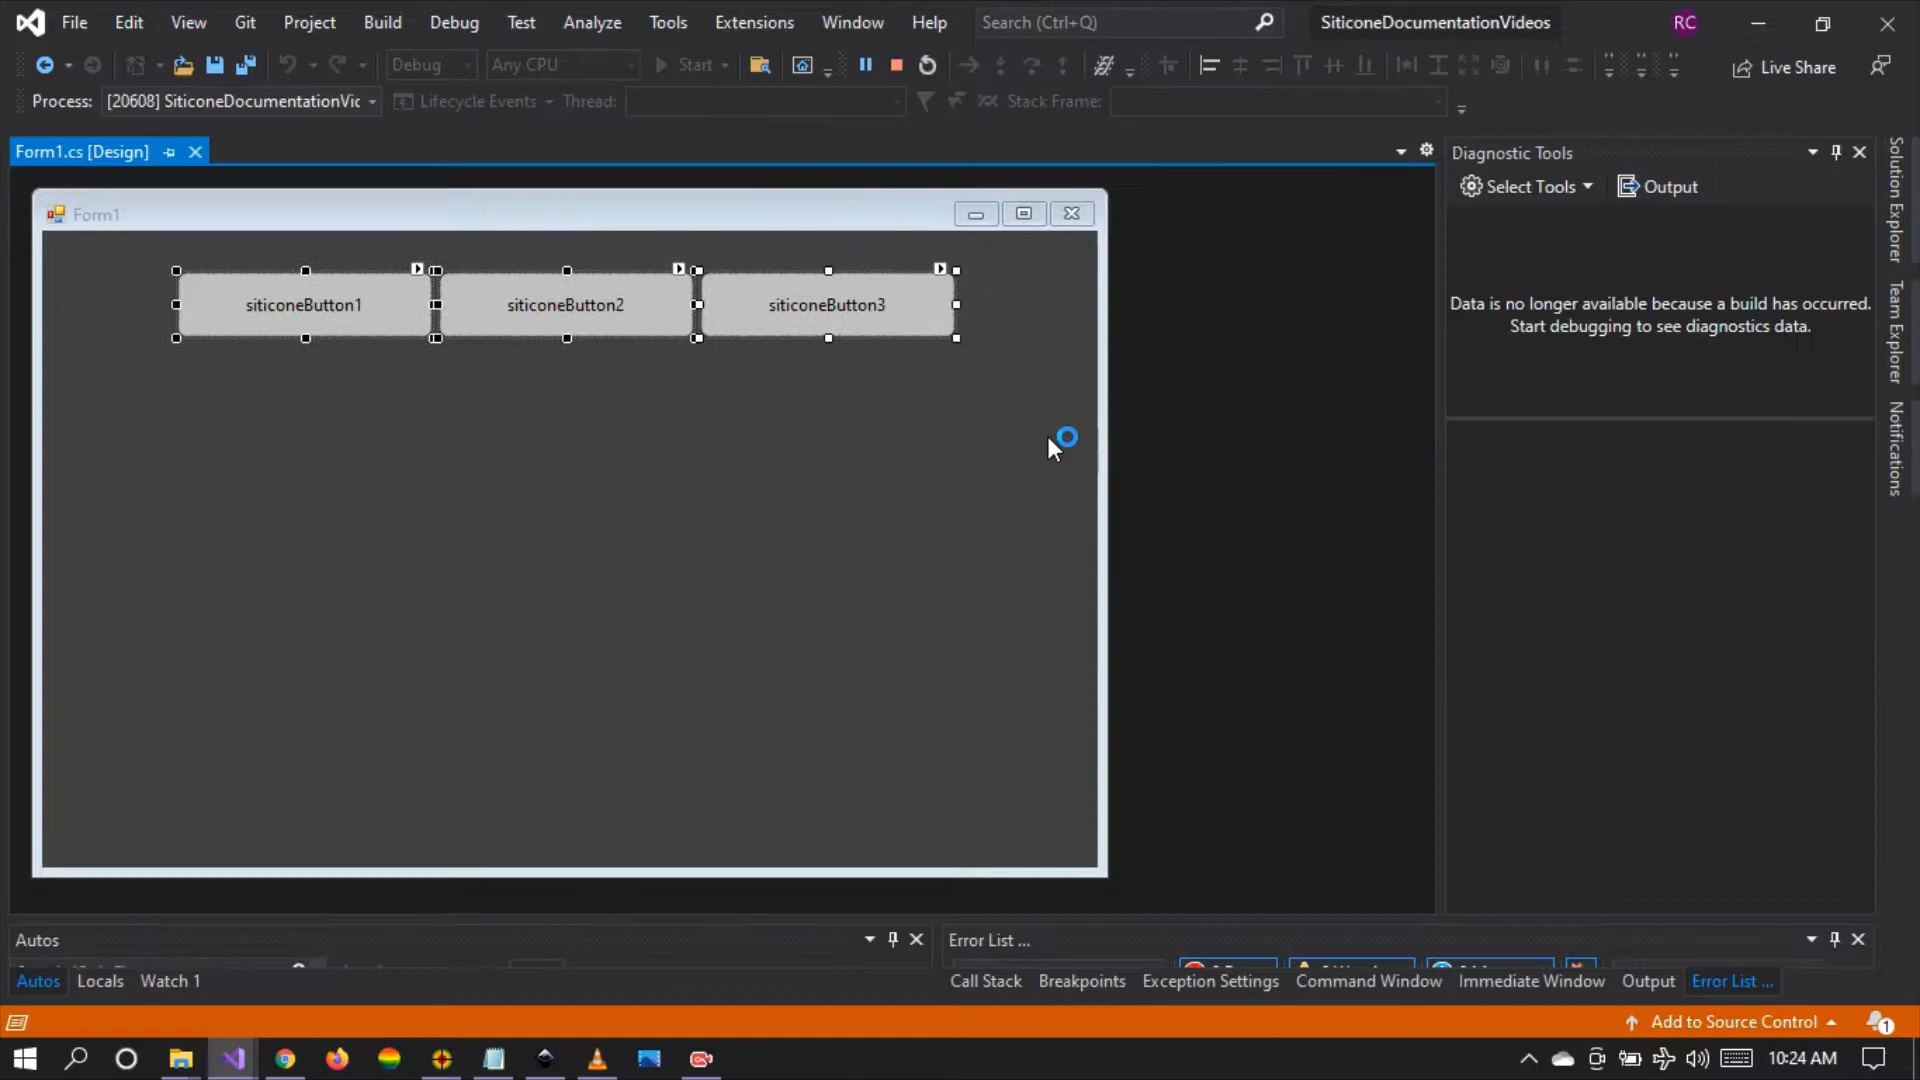 File Edit View Git Project Build Debug Test Analyze Tools Extensions Window Help Search (Ctrl+Q) SiticoneDocumentationVideos RC
Debug Any CPU Start Live Share
Process: [20608] SiticoneDocumentationVic Lifecycle Events Thread: Stack Frame:
Form1.cs [Design]
Diagnostic Tools
Select Tools Output
Form1
siticoneButton1 siticoneButton2 siticoneButton3
Data is no longer available because a build has occurred.
Start debugging to see diagnostics data.
Solution Explorer
Team Explorer
Notifications
Autos
Error List ...
Autos Locals Watch 1
Call Stack Breakpoints Exception Settings Command Window Immediate Window Output Error List ...
Add to Source Control 1
10:24 AM